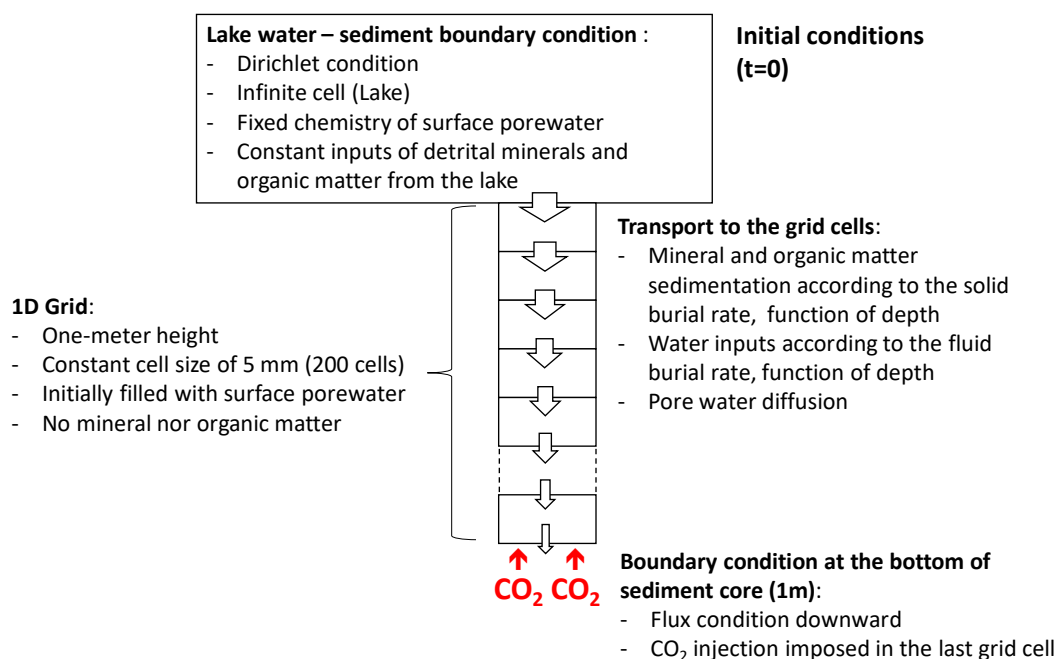 Lake water – sediment boundary condition :
- Dirichlet condition
- Infinite cell (Lake)
- Fixed chemistry of surface porewater
- Constant inputs of detrital minerals and
organic matter from the lake
Initial conditions
(t=0)
Transport to the grid cells:
- Mineral and organic matter
sedimentation according to the solid
burial rate, function of depth
- Water inputs according to the fluid
burial rate, function of depth
- Pore water diffusion
1D Grid:
- One-meter height
- Constant cell size of 5 mm (200 cells)
- Initially filled with surface porewater
- No mineral nor organic matter
CO₂ CO₂
Boundary condition at the bottom of
sediment core (1m):
- Flux condition downward
- CO₂ injection imposed in the last grid cell